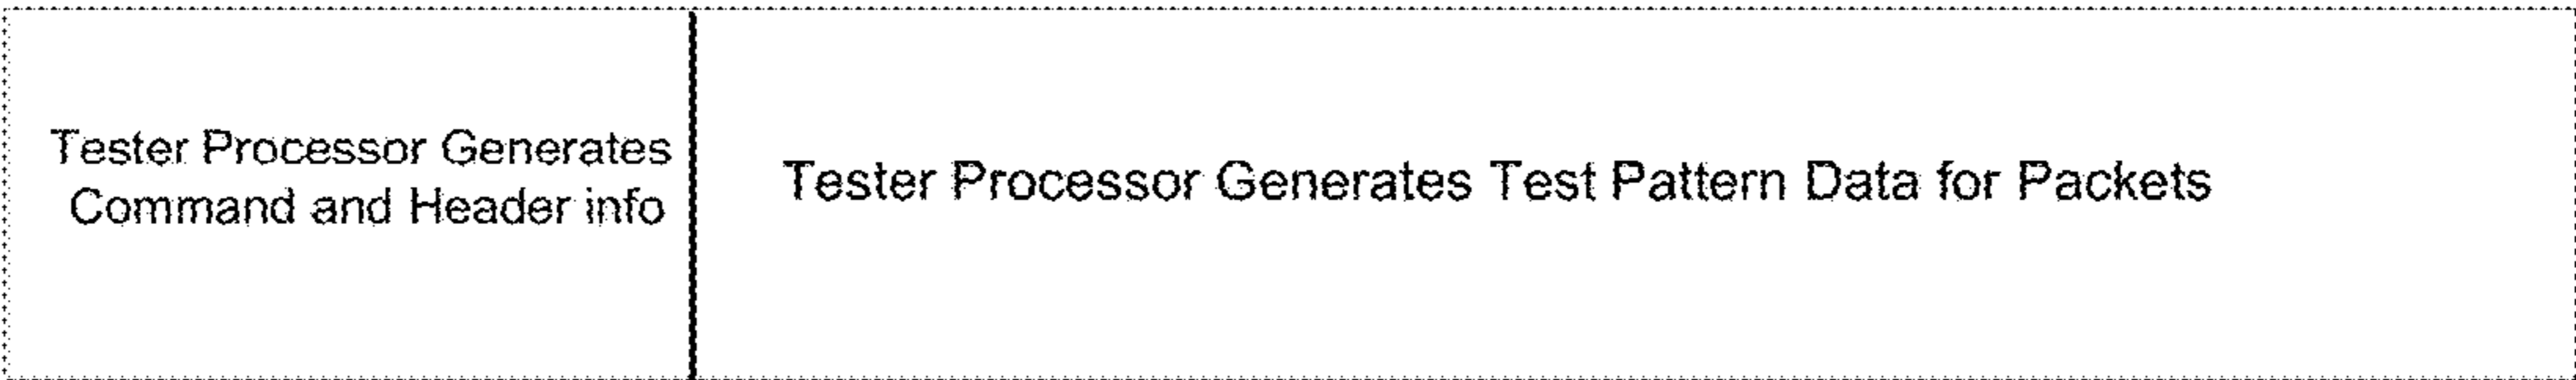 Tester Processor Generates
Command and Header info
Tester Processor Generates Test Pattern Data for Packets